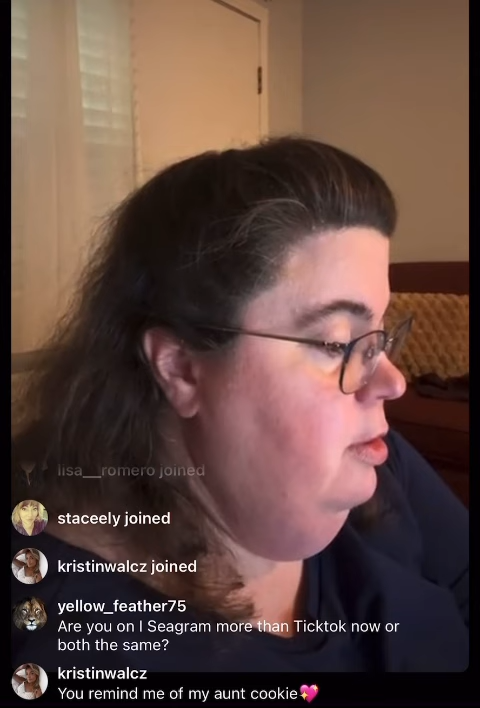 lisa__romero joined
staceely joined
kristinwalcz joined
yellow_feather75
Are you on I Seagram more than Ticktok now or
both the same?
kristinwalcz
You remind me of my aunt cookie💖